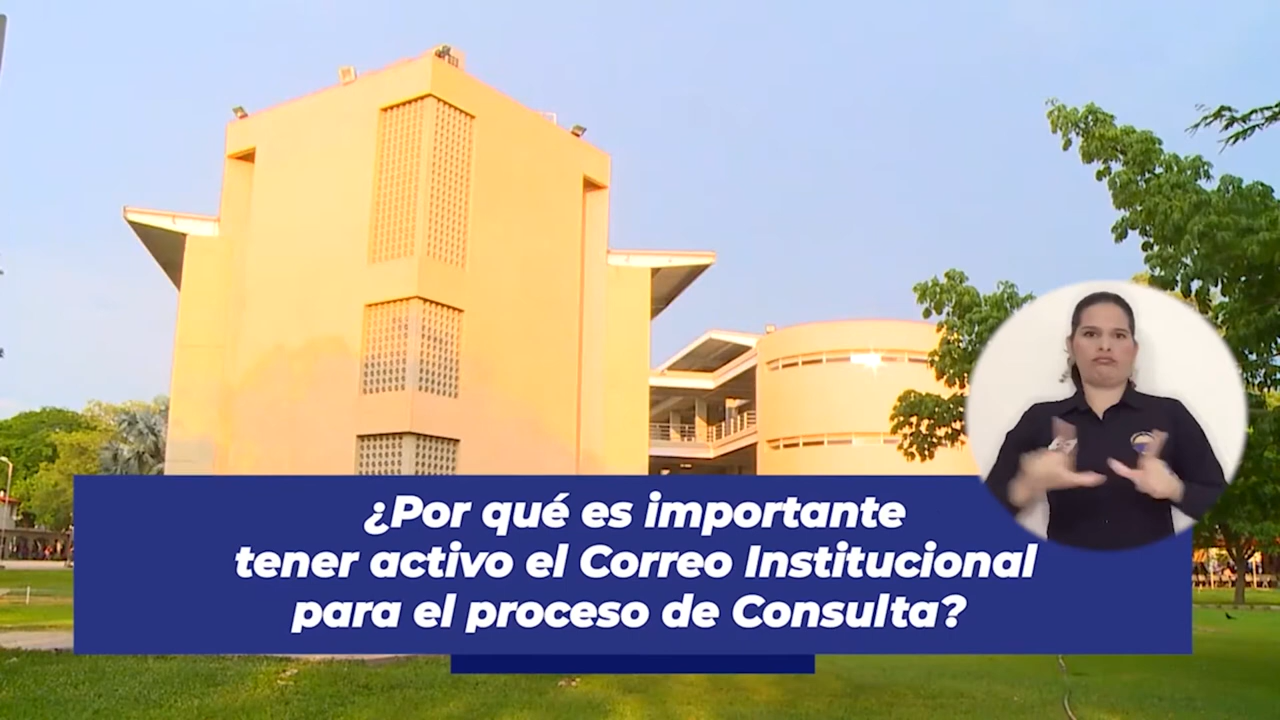 ¿Por qué es importante
tener activo el Correo Institucional
para el proceso de Consulta?